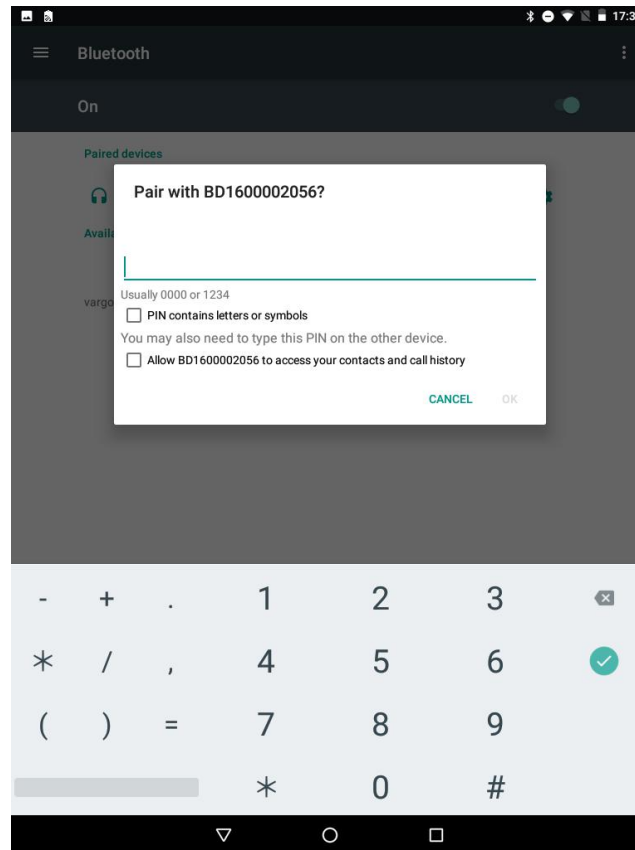 17:3
Bluetooth
On
Paired devices
Pair with BD1600002056?
Availa
Usually 0000 or 1234
vargo
PIN contains letters or symbols
You may also need to type this PIN on the other device.
Allow BD1600002056 to access your contacts and call history
CANCEL OK
- + . 1 2 3
* / , 4 5 6
( ) = 7 8 9
* 0 #